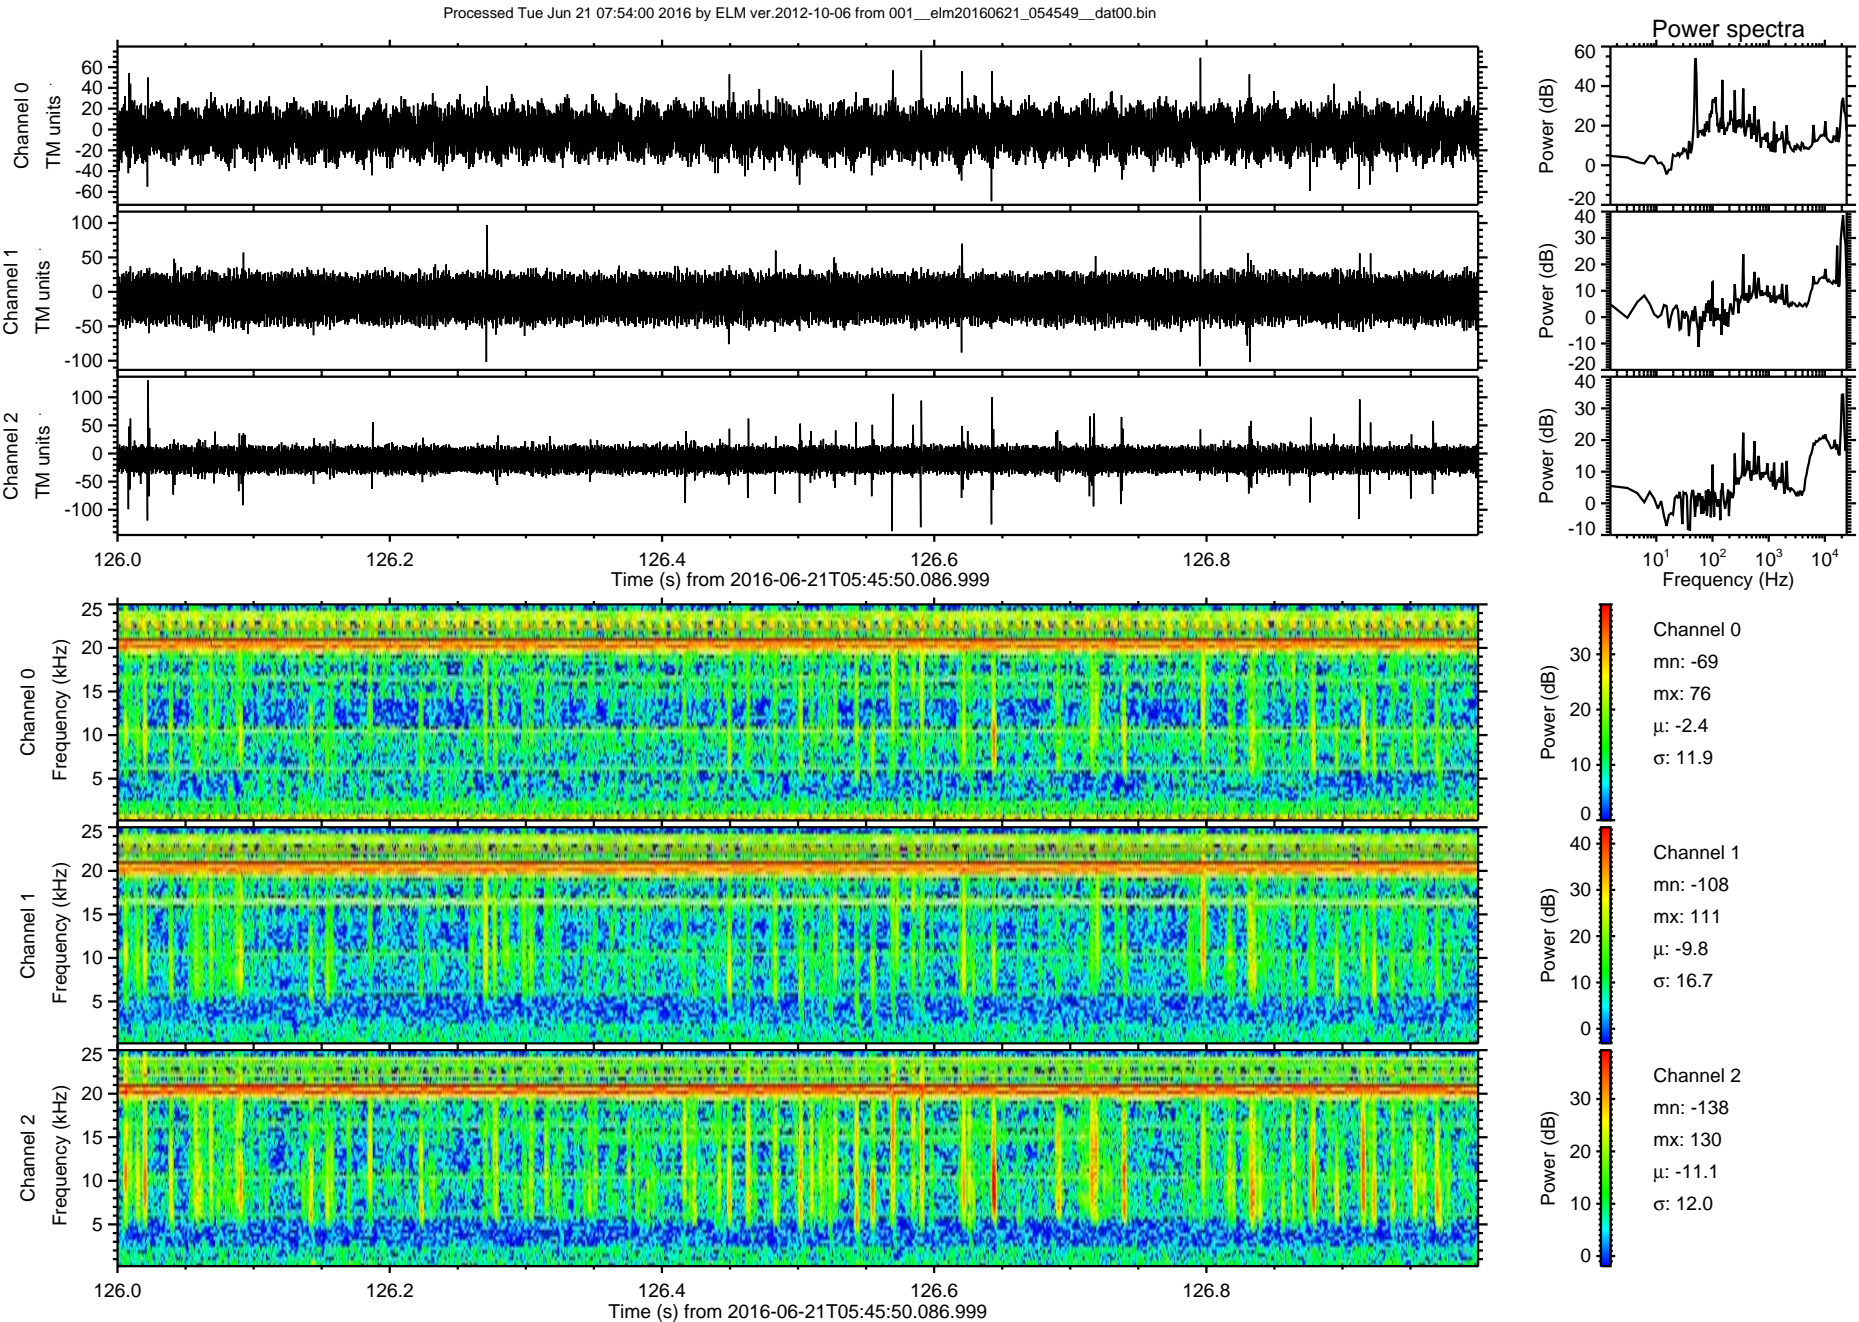 Processed Tue Jun 21 07:54:00 2016 by ELM ver.2012-10-06 from 001__elm20160621_054549__dat00.bin
Power spectra
Channel 0
TM units
60
40
20
0
-20
-40
-60
Power (dB)
60
40
20
0
-20
Channel 1
TM units
100
50
0
-50
-100
Power (dB)
40
30
20
10
0
-10
-20
Channel 2
TM units
100
50
0
-50
-100
Power (dB)
40
30
20
10
0
-10
126.0 126.2 126.4 126.6 126.8
Time (s) from 2016-06-21T05:45:50.086.999
10^1 10^2 10^3 10^4
Frequency (Hz)
Channel 0
Frequency (kHz)
25
20
15
10
5
Power (dB)
30
20
10
0
Channel 0
mn: -69
mx: 76
μ: -2.4
σ: 11.9
Channel 1
Frequency (kHz)
25
20
15
10
5
Power (dB)
40
30
20
10
0
Channel 1
mn: -108
mx: 111
μ: -9.8
σ: 16.7
Channel 2
Frequency (kHz)
25
20
15
10
5
Power (dB)
30
20
10
0
Channel 2
mn: -138
mx: 130
μ: -11.1
σ: 12.0
126.0 126.2 126.4 126.6 126.8
Time (s) from 2016-06-21T05:45:50.086.999